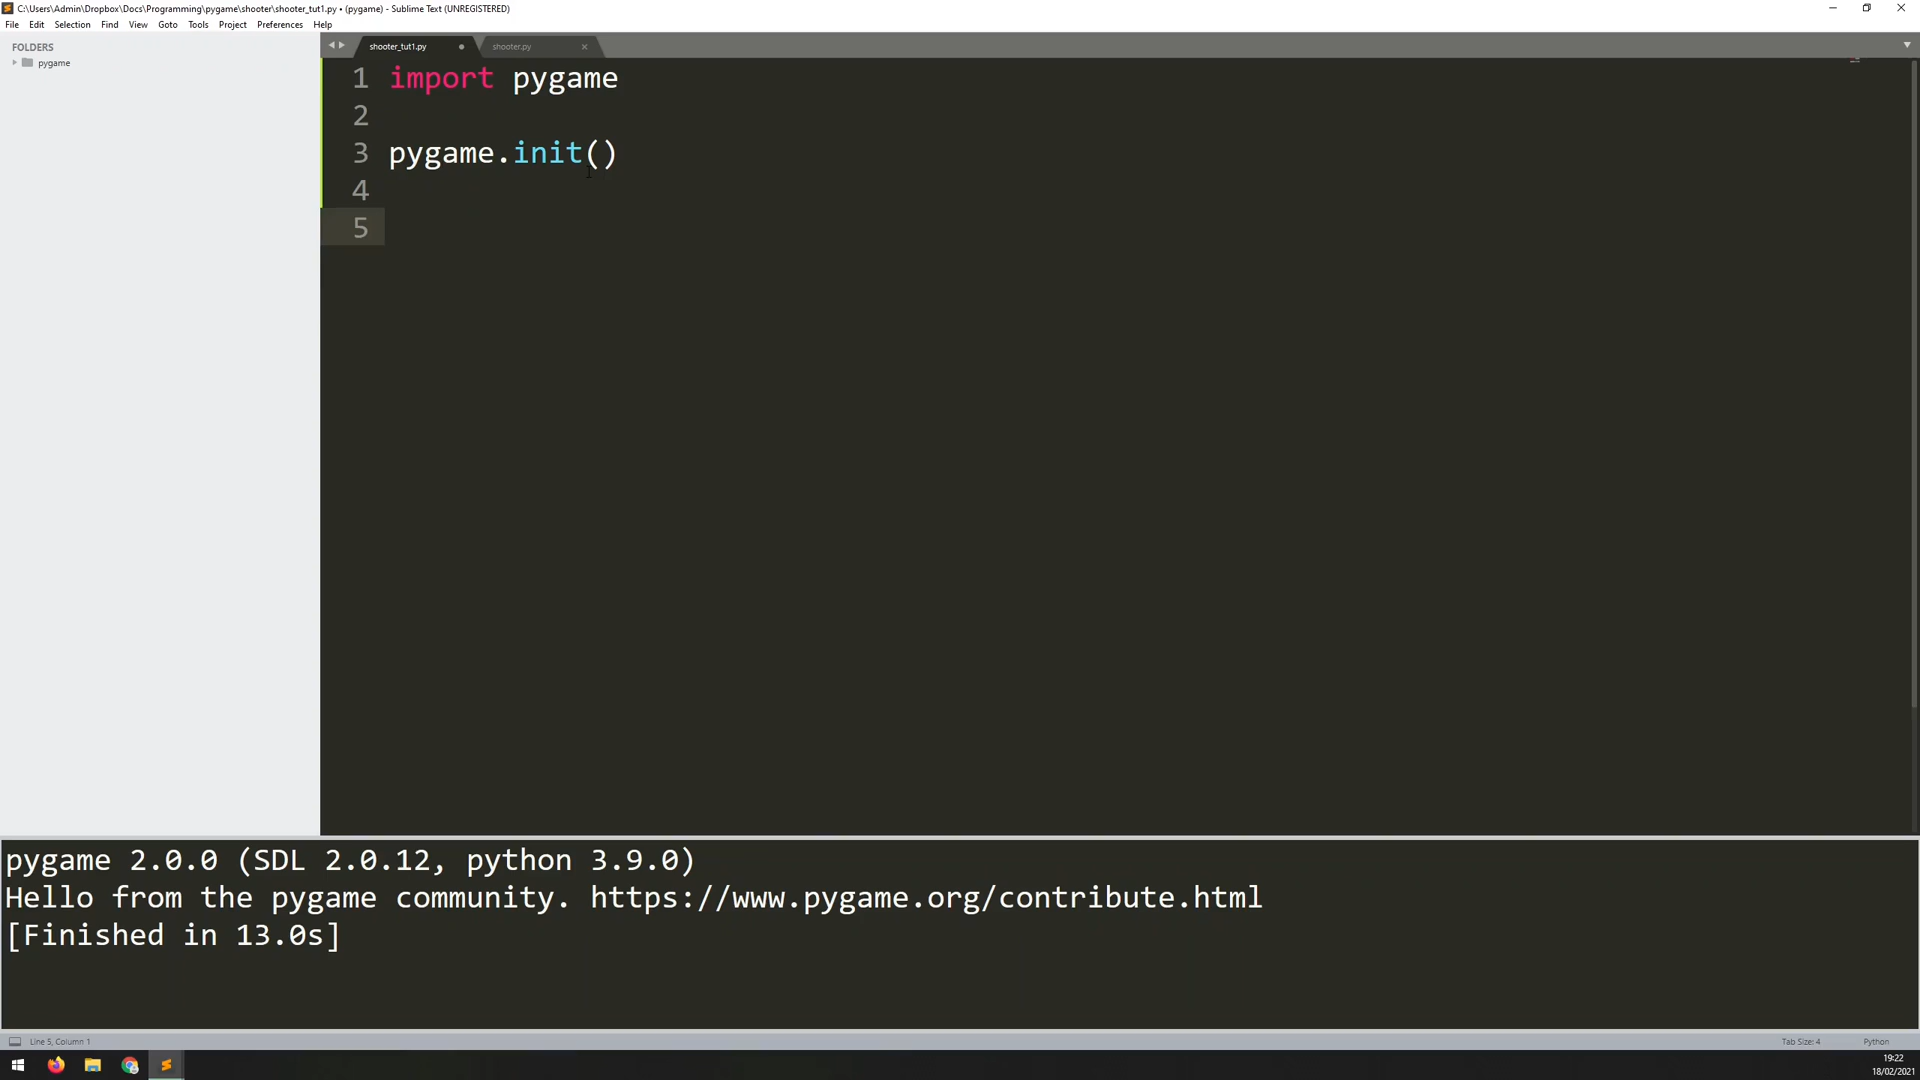 C:\Users\Admin\Dropbox\Docs\Programming\pygame\shooter\shooter_tut1.py • (pygame) - Sublime Text (UNREGISTERED)
File Edit Selection Find View Goto Tools Project Preferences Help
FOLDERS
pygame
shooter_tut1.py shooter.py
1 import pygame
2
3 pygame.init()
4
5
pygame 2.0.0 (SDL 2.0.12, python 3.9.0)
Hello from the pygame community. https://www.pygame.org/contribute.html
[Finished in 13.0s]
Line 5, Column 1 Tab Size: 4 Python
19:22
18/02/2021